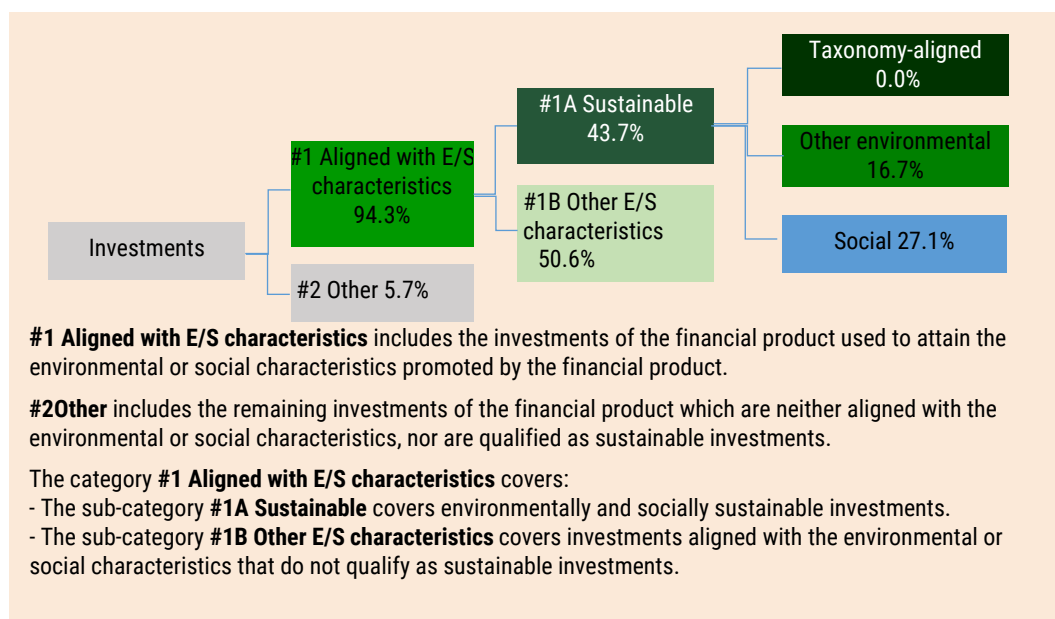 Taxonomy-aligned
0.0%
#1A Sustainable
43.7%
Other environmental
16.7%
#1 Aligned with E/S
characteristics
94.3%
#1B Other E/S
characteristics
50.6%
Investments
Social 27.1%
#2 Other 5.7%
#1 Aligned with E/S characteristics includes the investments of the financial product used to attain the
environmental or social characteristics promoted by the financial product.
#2Other includes the remaining investments of the financial product which are neither aligned with the
environmental or social characteristics, nor are qualified as sustainable investments.
The category #1 Aligned with E/S characteristics covers:
- The sub-category #1A Sustainable covers environmentally and socially sustainable investments.
- The sub-category #1B Other E/S characteristics covers investments aligned with the environmental or
social characteristics that do not qualify as sustainable investments.